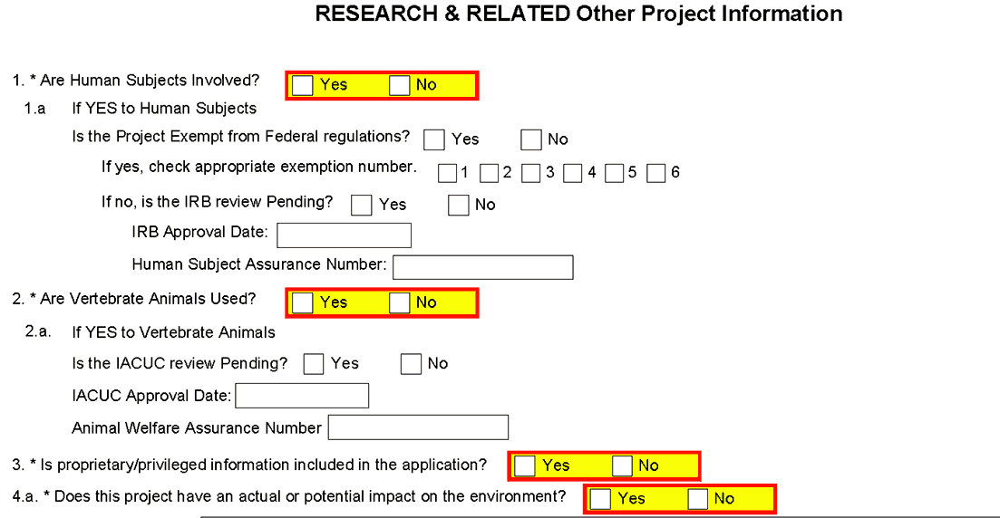 RESEARCH & RELATED Other Project Information
1. * Are Human Subjects Involved? Yes No
1.a If YES to Human Subjects
Is the Project Exempt from Federal regulations? Yes No
If yes, check appropriate exemption number. 1 2 3 4 5 6
If no, is the IRB review Pending? Yes No
IRB Approval Date:
Human Subject Assurance Number:
2. * Are Vertebrate Animals Used? Yes No
2.a. If YES to Vertebrate Animals
Is the IACUC review Pending? Yes No
IACUC Approval Date:
Animal Welfare Assurance Number
3. * Is proprietary/privileged information included in the application? Yes No
4.a. * Does this project have an actual or potential impact on the environment? Yes No